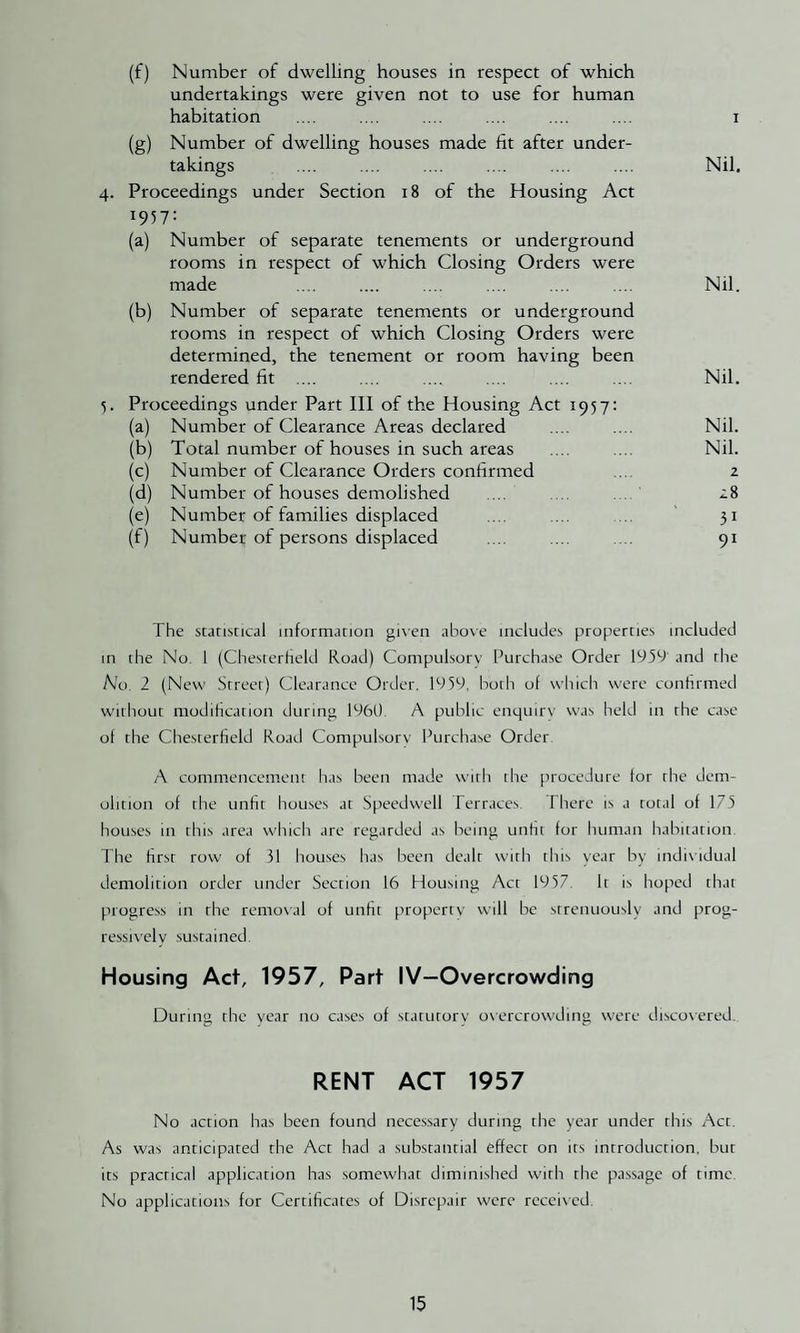 (f) Number of dwelling houses in respect of which
undertakings were given not to use for human
habitation .... .... .... .... .... .... 1
(g) Number of dwelling houses made fit after under-
takings .... .... .... .... .... .... Nil.
4. Proceedings under Section 18 of the Housing Act
1957:
(a) Number of separate tenements or underground
rooms in respect of which Closing Orders were
made .... .... .... .... .... .... Nil.
(b) Number of separate tenements or underground
rooms in respect of which Closing Orders were
determined, the tenement or room having been
rendered fit .... .... .... .... .... .... Nil.
5. Proceedings under Part III of the Housing Act 1957:
(a) Number of Clearance Areas declared .... .... Nil.
(b) Total number of houses in such areas .... .... Nil.
(c) Number of Clearance Orders confirmed .... 2
(d) Number of houses demolished .... .... .... 28
(e) Number of families displaced .... .... .... 31
(f) Number of persons displaced .... .... .... 91
The statistical information given above includes properties included
in the No. 1 (Chesterfield Road) Compulsory Purchase Order 1959 and the
No. 2 (New Street) Clearance Order, 1959, both of which were confirmed
without modification during 1960. A public enquiry was held in the case
of the Chesterfield Road Compulsory Purchase Order.
A commencement has been made with the procedure for the dem-
olition of the unfit houses at Speedwell Terraces. There is a total of 175
houses in this area which are regarded as being unfit for human habitation.
The first row of 31 houses has been dealt with this year by individual
demolition order under Section 16 Housing Act 1957. It is hoped that
progress in the removal of unfit property will be strenuously and prog-
ressively sustained.
Housing Act, 1957, Part IV—Overcrowding
During the year no cases of statutory overcrowding were discovered.
RENT ACT 1957
No action has been found necessary during the year under this Act.
As was anticipated the Act had a substantial effect on its introduction, but
its practical application has somewhat diminished with the passage of time.
No applications for Certificates of Disrepair were received.
15